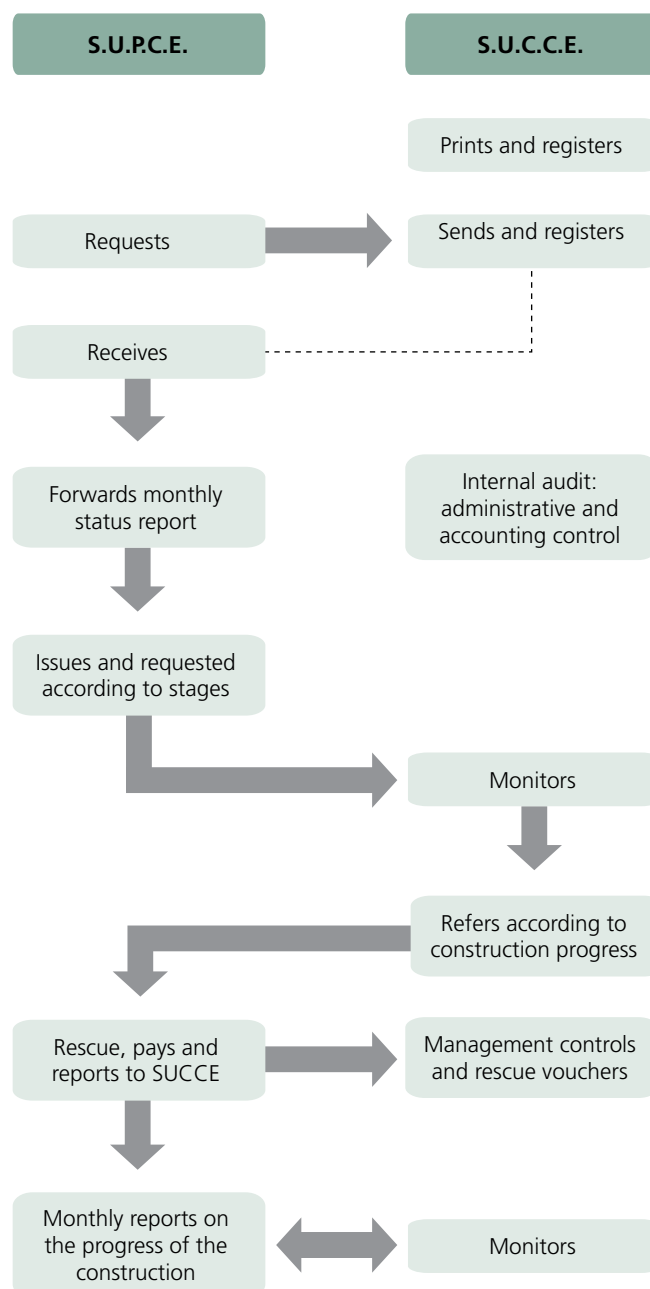 S.U.P.C.E.
S.U.C.C.E.
Prints and registers
Requests
Sends and registers
Receives
Forwards monthly
status report
Internal audit:
administrative and
accounting control
Issues and requested
according to stages
Monitors
Refers according to
construction progress
Rescue, pays and
reports to SUCCE
Management controls
and rescue vouchers
Monthly reports on
the progress of the
construction
Monitors